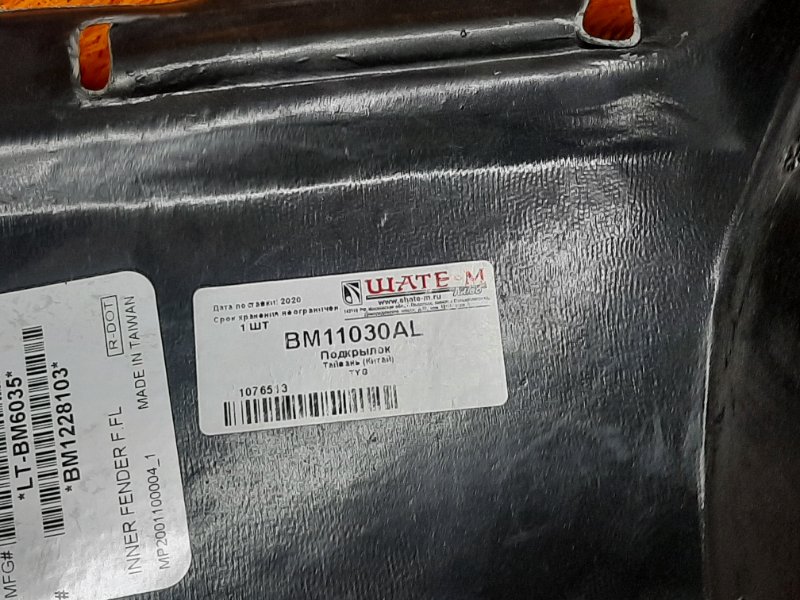 ШАТЕ-М
ПЛЮС
www.shate-m.ru
Дата поставки: 2020
Срок хранения неограничен
1 ШТ
BM11030AL
Подкрылок
Тайвань (Китай)
TYG
1076513
R-DOT
MADE IN TAIWAN
*LT-BM6035*
*BM1228103*
INNER FENDER F.FL
MP2001100004_1
MFG#
#